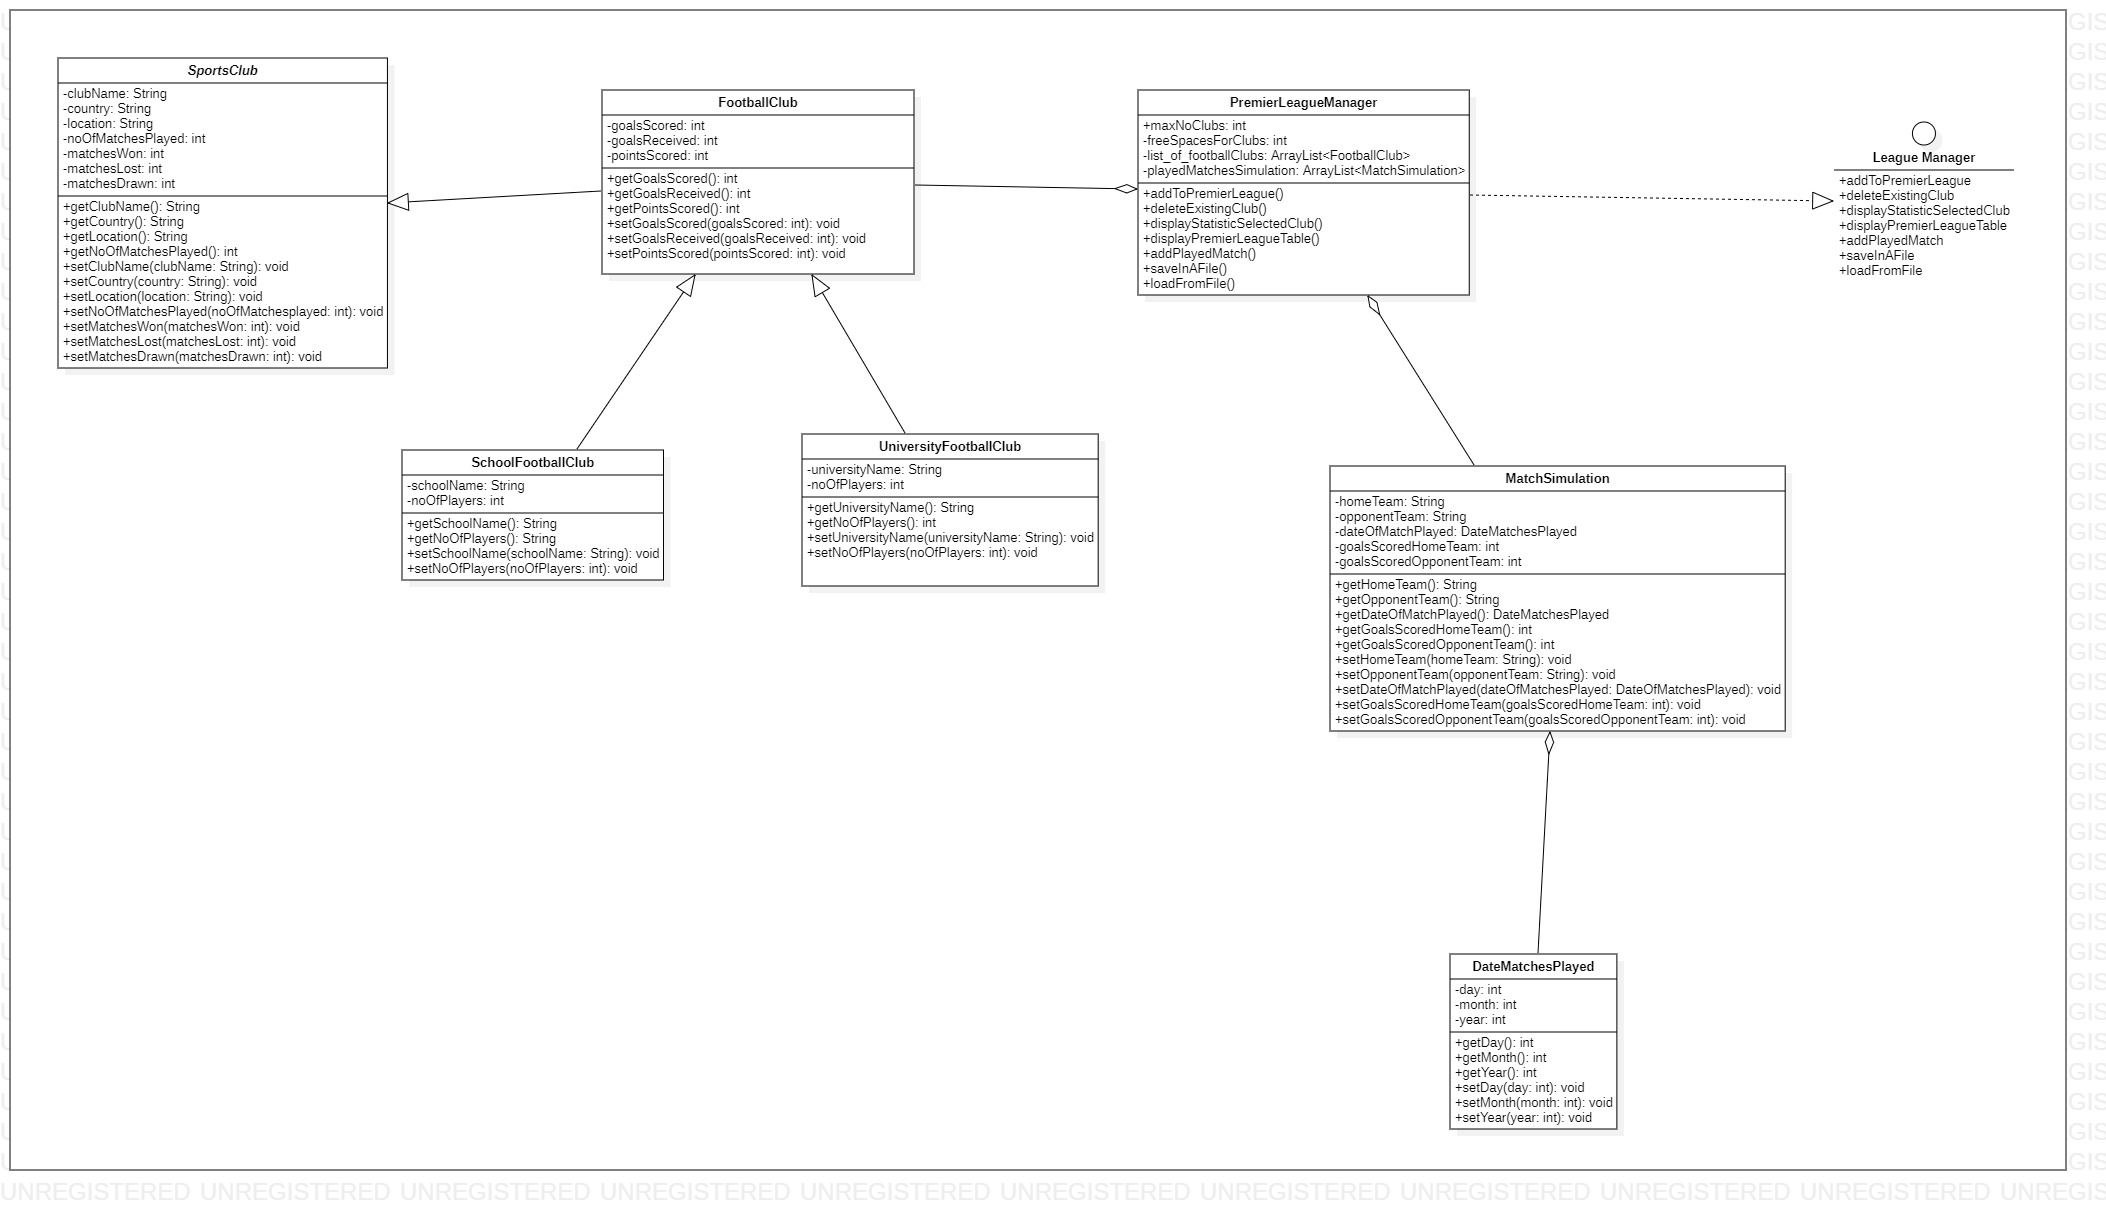 SportsClub
-clubName: String
-country: String
-location: String
-noOfMatchesPlayed: int
-matchesWon: int
-matchesLost: int
-matchesDrawn: int
+getClubName(): String
+getCountry(): String
+getLocation(): String
+getNoOfMatchesPlayed(): int
+setClubName(clubName: String): void
+setCountry(country: String): void
+setLocation(location: String): void
+setNoOfMatchesPlayed(noOfMatchesplayed: int): void
+setMatchesWon(matchesWon: int): void
+setMatchesLost(matchesLost: int): void
+setMatchesDrawn(matchesDrawn: int): void
FootballClub
-goalsScored: int
-goalsReceived: int
-pointsScored: int
+getGoalsScored(): int
+getGoalsReceived(): int
+getPointsScored(): int
+setGoalsScored(goalsScored: int): void
+setGoalsReceived(goalsReceived: int): void
+setPointsScored(pointsScored: int): void
PremierLeagueManager
+maxNoClubs: int
-freeSpacesForClubs: int
-list_of_footballClubs: ArrayList<FootballClub>
-playedMatchesSimulation: ArrayList<MatchSimulation>
+addToPremierLeague()
+deleteExistingClub()
+displayStatisticSelectedClub()
+displayPremierLeagueTable()
+addPlayedMatch()
+saveInAFile()
+loadFromFile()
League Manager
+addToPremierLeague
+deleteExistingClub
+displayStatisticSelectedClub
+displayPremierLeagueTable
+addPlayedMatch
+saveInAFile
+loadFromFile
SchoolFootballClub
-schoolName: String
-noOfPlayers: int
+getSchoolName(): String
+getNoOfPlayers(): String
+setSchoolName(schoolName: String): void
+setNoOfPlayers(noOfPlayers: int): void
UniversityFootballClub
-universityName: String
-noOfPlayers: int
+getUniversityName(): String
+getNoOfPlayers(): int
+setUniversityName(universityName: String): void
+setNoOfPlayers(noOfPlayers: int): void
MatchSimulation
-homeTeam: String
-opponentTeam: String
-dateOfMatchPlayed: DateMatchesPlayed
-goalsScoredHomeTeam: int
-goalsScoredOpponentTeam: int
+getHomeTeam(): String
+getOpponentTeam(): String
+getDateOfMatchPlayed(): DateMatchesPlayed
+getGoalsScoredHomeTeam(): int
+getGoalsScoredOpponentTeam(): int
+setHomeTeam(homeTeam: String): void
+setOpponentTeam(opponentTeam: String): void
+setDateOfMatchPlayed(dateOfMatchesPlayed: DateOfMatchesPlayed): void
+setGoalsScoredHomeTeam(goalsScoredHomeTeam: int): void
+setGoalsScoredOpponentTeam(goalsScoredOpponentTeam: int): void
DateMatchesPlayed
-day: int
-month: int
-year: int
+getDay(): int
+getMonth(): int
+getYear(): int
+setDay(day: int): void
+setMonth(month: int): void
+setYear(year: int): void
UNREGISTERED UNREGISTERED UNREGISTERED UNREGISTERED UNREGISTERED UNREGISTERED UNREGISTERED UNREGISTERED UNREGISTERED UNREGISTERED UNREGIS